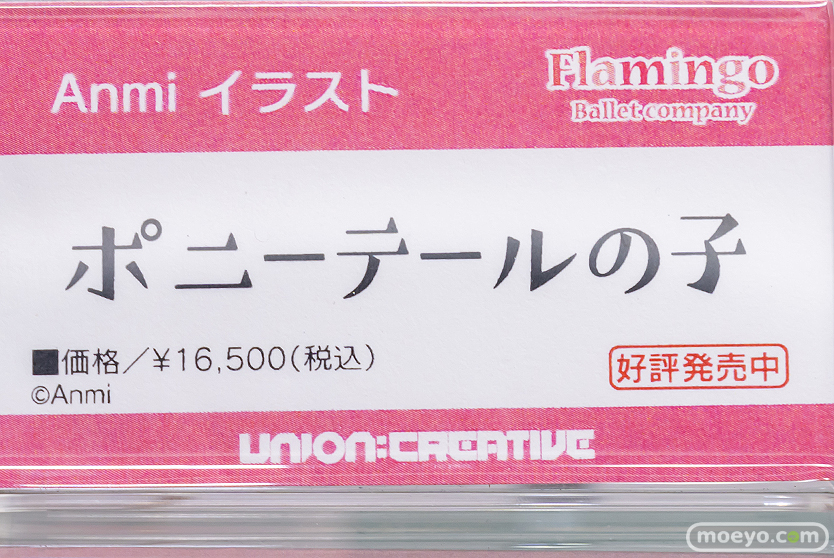 Anmi イラスト
Flamingo
Ballet company
ポニーテールの子
■価格／¥16,500(税込)
好評発売中
©Anmi
UNION:CREATIVE
moeyo.com